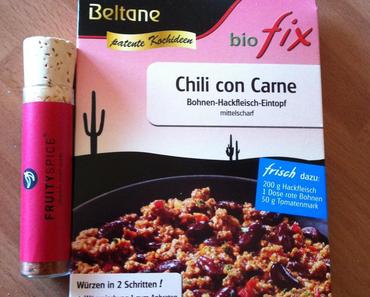 Beltane
patente Kochideen
bio fix
Chili con Carne
Bohnen-Hackfleisch-Eintopf
mittelscharf
frisch dazu:
200 g Hackfleisch
1 Dose rote Bohnen
50 g Tomatenmark
Würzen in 2 Schritten!
FRUITYSPICE